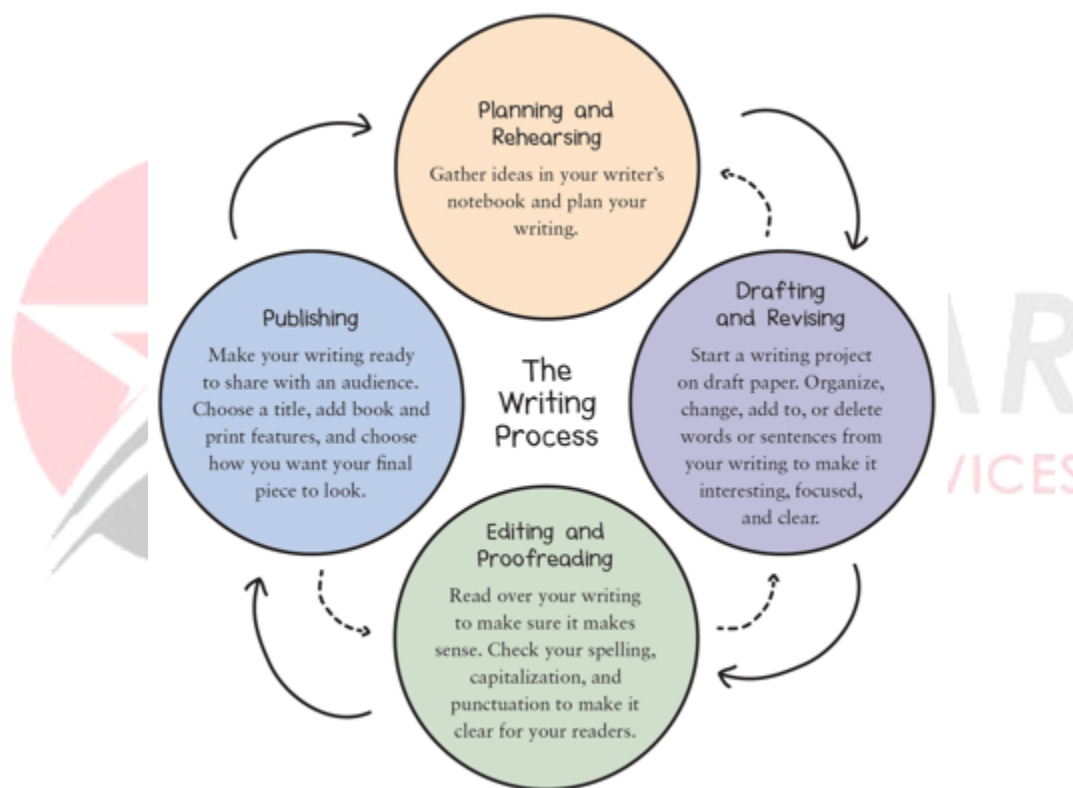 Planning and
Rehearsing
Gather ideas in your writer's
notebook and plan your
writing.
Drafting
and Revising
Start a writing project
on draft paper. Organize,
change, add to, or delete
words or sentences from
your writing to make it
interesting, focused,
and clear.
Publishing
Make your writing ready
to share with an audience.
Choose a title, add book and
print features, and choose
how you want your final
piece to look.
The
Writing
Process
Editing and
Proofreading
Read over your writing
to make sure it makes
sense. Check your spelling,
capitalization, and
punctuation to make it
clear for your readers.